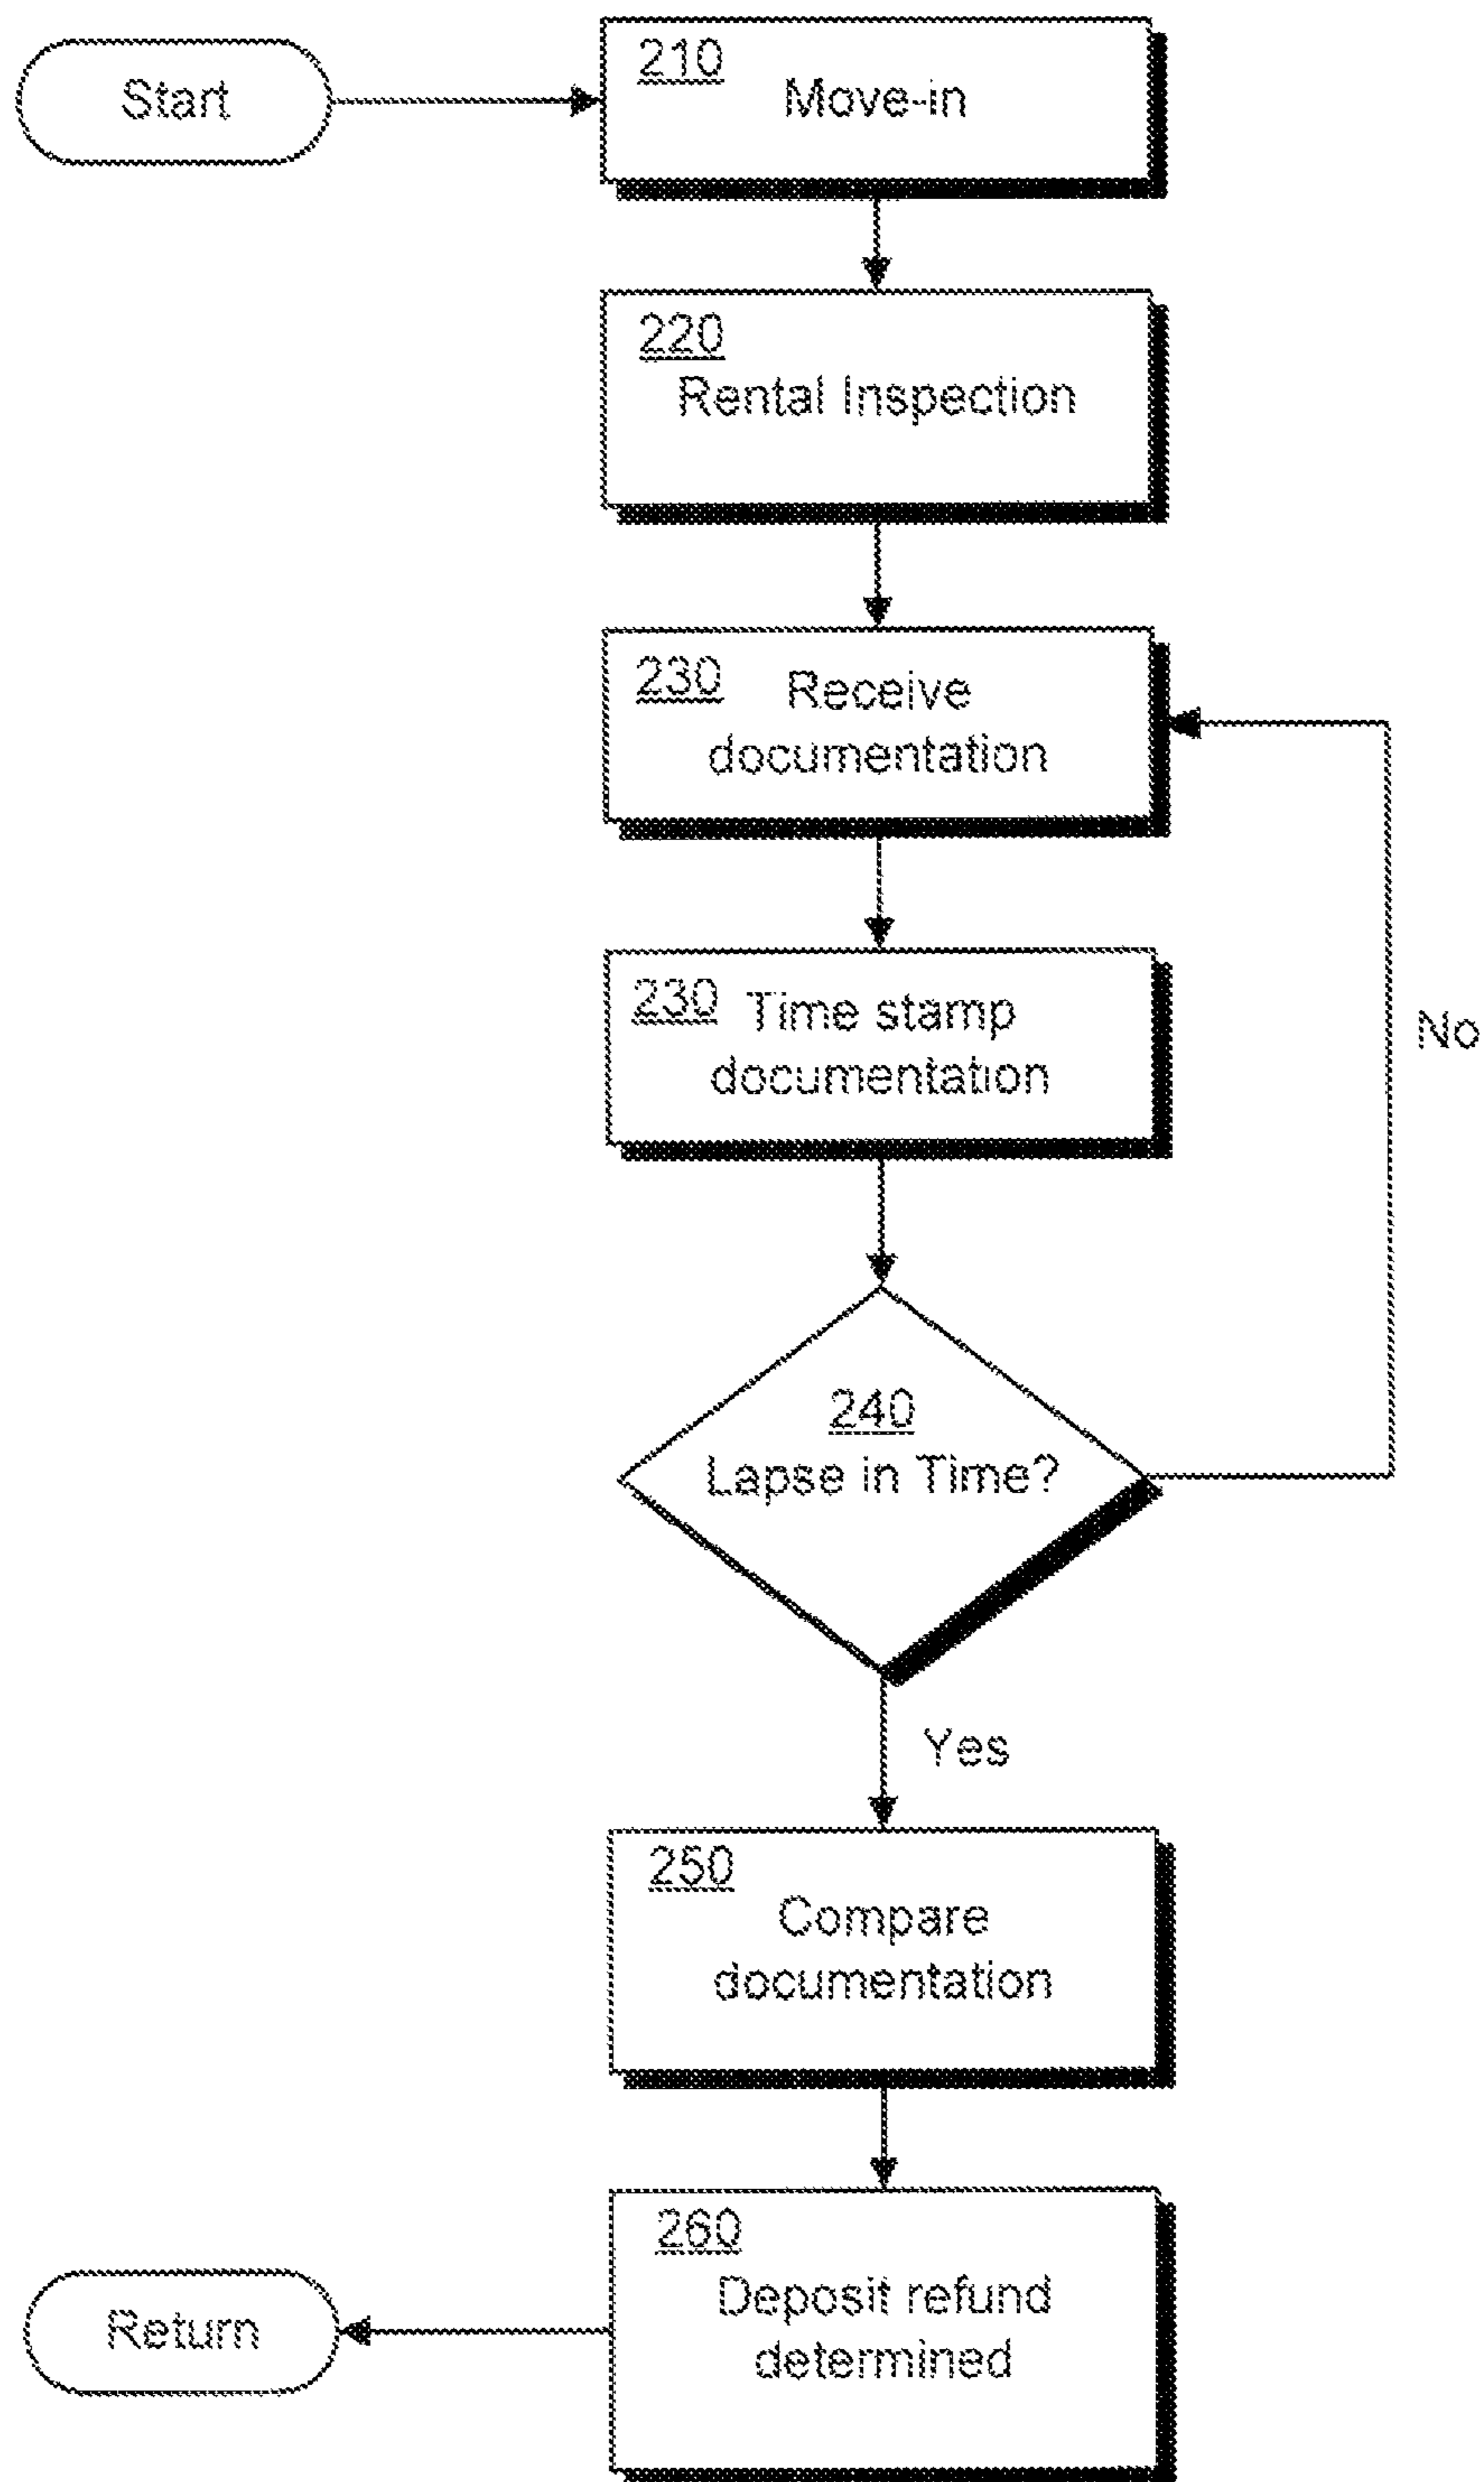 Start
210
Move-in
220
Rental Inspection
230 Receive
documentation
230 Time stamp
documentation
No
240
Lapse in Time?
Yes
250
Compare
documentation
260
Deposit refund
determined
Return